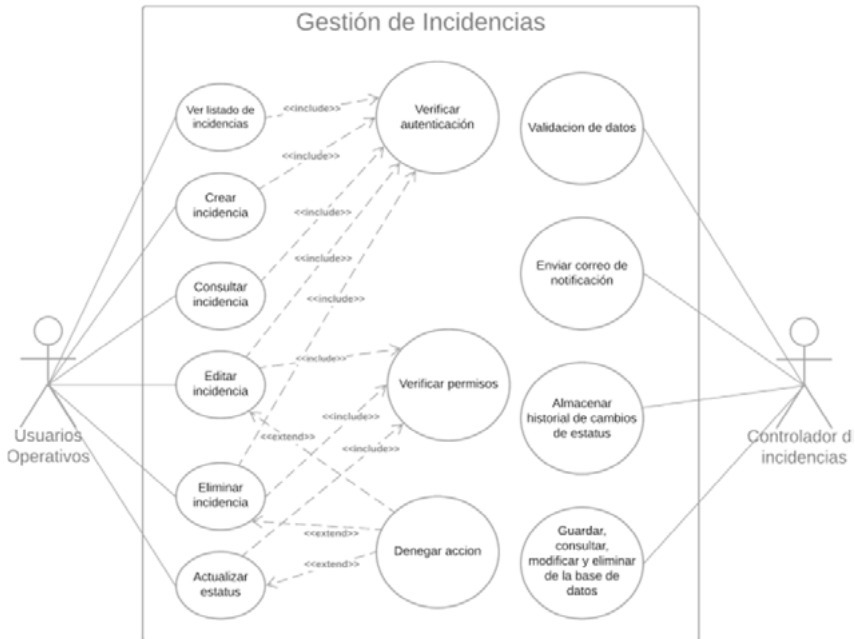 Gestión de Incidencias
Ver listado de
incidencias
<<include>>
Verificar
autenticación
Validacion de datos
Crear
incidencia
<<include>>
<<include>>
Consultar
incidencia
<<include>>
<<include>>
Enviar correo de
notificación
Editar
incidencia
<<include>>
Verificar permisos
Almacenar
historial de cambios
de estatus
<<include>>
<<extend>>
<<include>>
Usuarios
Operativos
Controlador d
incidencias
Eliminar
incidencia
<<extend>>
<<extend>>
Denegar accion
Actualizar
estatus
Guardar,
consultar,
modificar y eliminar
de la base de
datos